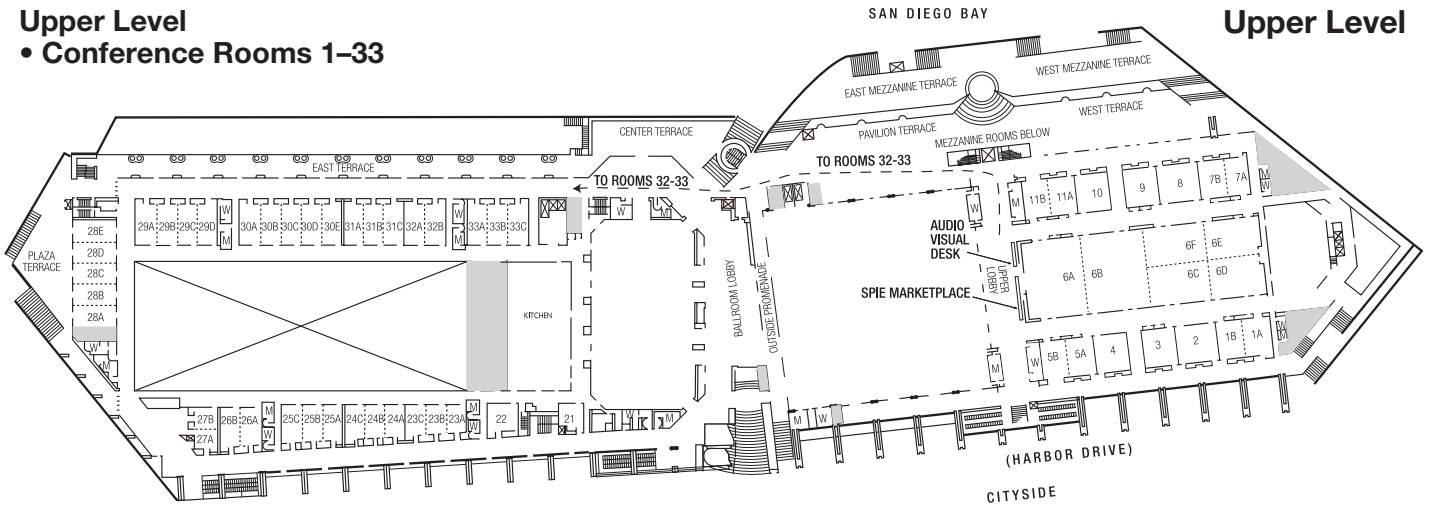 Upper Level
• Conference Rooms 1–33
SAN DIEGO BAY
Upper Level
WEST MEZZANINE TERRACE
EAST MEZZANINE TERRACE
WEST TERRACE
PAVILION TERRACE
MEZZANINE ROOMS BELOW
CENTER TERRACE
TO ROOMS 32-33
EAST TERRACE
TO ROOMS 32-33
29A 29B 29C 29D W M 30A 30B 30C 30D 30E 31A 31B 31C 32A 32B W M 33A 33B 33C
W M
W M 11B 11A 10 9 8 7B 7A M W
28E
28D
28C
28B
28A
W
M
PLAZA
TERRACE
AUDIO
VISUAL
DESK
SPIE MARKETPLACE
UPPER
LOBBY
6A 6B 6F 6E
6C 6D
KITCHEN
BALLROOM LOBBY
OUTSIDE PROMENADE
M W 5B 5A 4 3 2 1B 1A W M
27B
27A
26B 26A M W 25C 25B 25A 24C 24B 24A 23C 23B 23A M W 22 21 W M
M W
(HARBOR DRIVE)
CITYSIDE